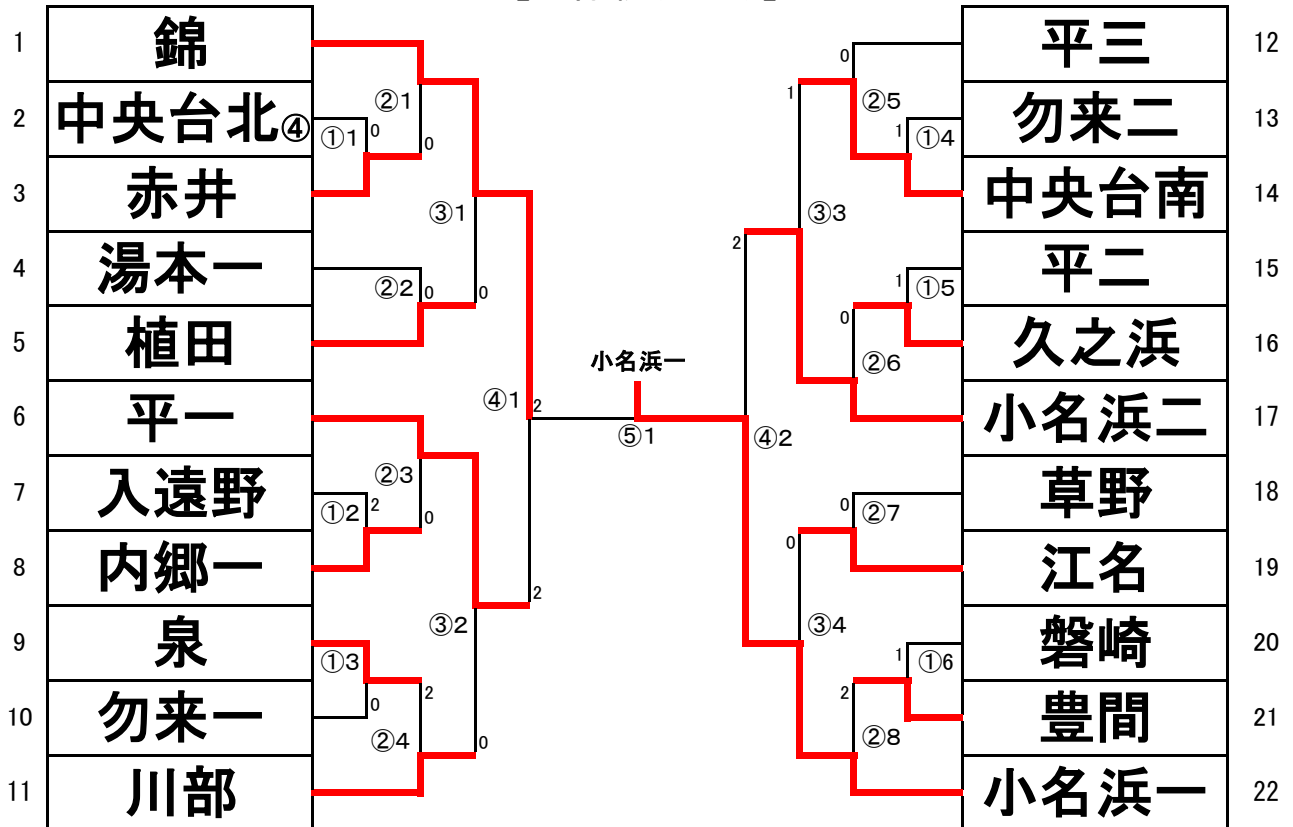 1 錦
2 中央台北④
3 赤井
4 湯本一
5 植田
6 平一
7 入遠野
8 内郷一
9 泉
10 勿来一
11 川部
①1 0
②1 0
②2 0
③1 0
①2 2
②3 0
①3 0
②4 2
③2 0
④1 2
2
小名浜一
⑤1
平三 12
勿来二 13
中央台南 14
平二 15
久之浜 16
小名浜二 17
草野 18
江名 19
磐崎 20
豊間 21
小名浜一 22
0 ②5
1 ①4
1 ③3
1 ①5
0 ②6
2 ④2
0 ②7
0 ③4
1 ①6
2 ②8